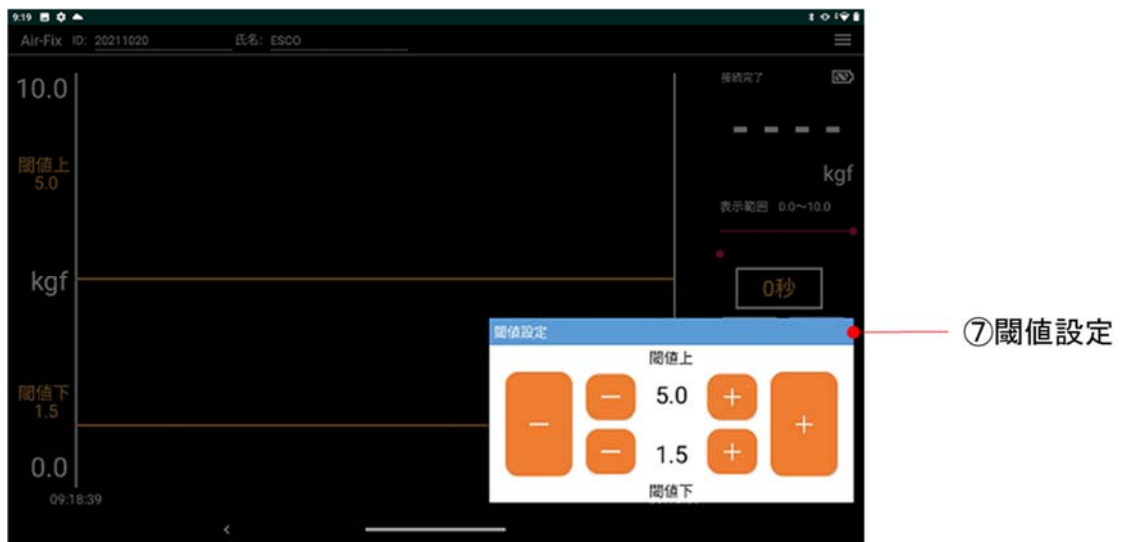 9:19
Air-Fix ID: 20211020 氏名: ESCO
10.0
閾値上
5.0
kgf
閾値下
1.5
0.0
09:18:39
接続完了
- - - -
kgf
表示範囲 0.0～10.0
0秒
閾値設定
閾値上
－ － 5.0 ＋ ＋
－ 1.5 ＋
閾値下
⑦閾値設定